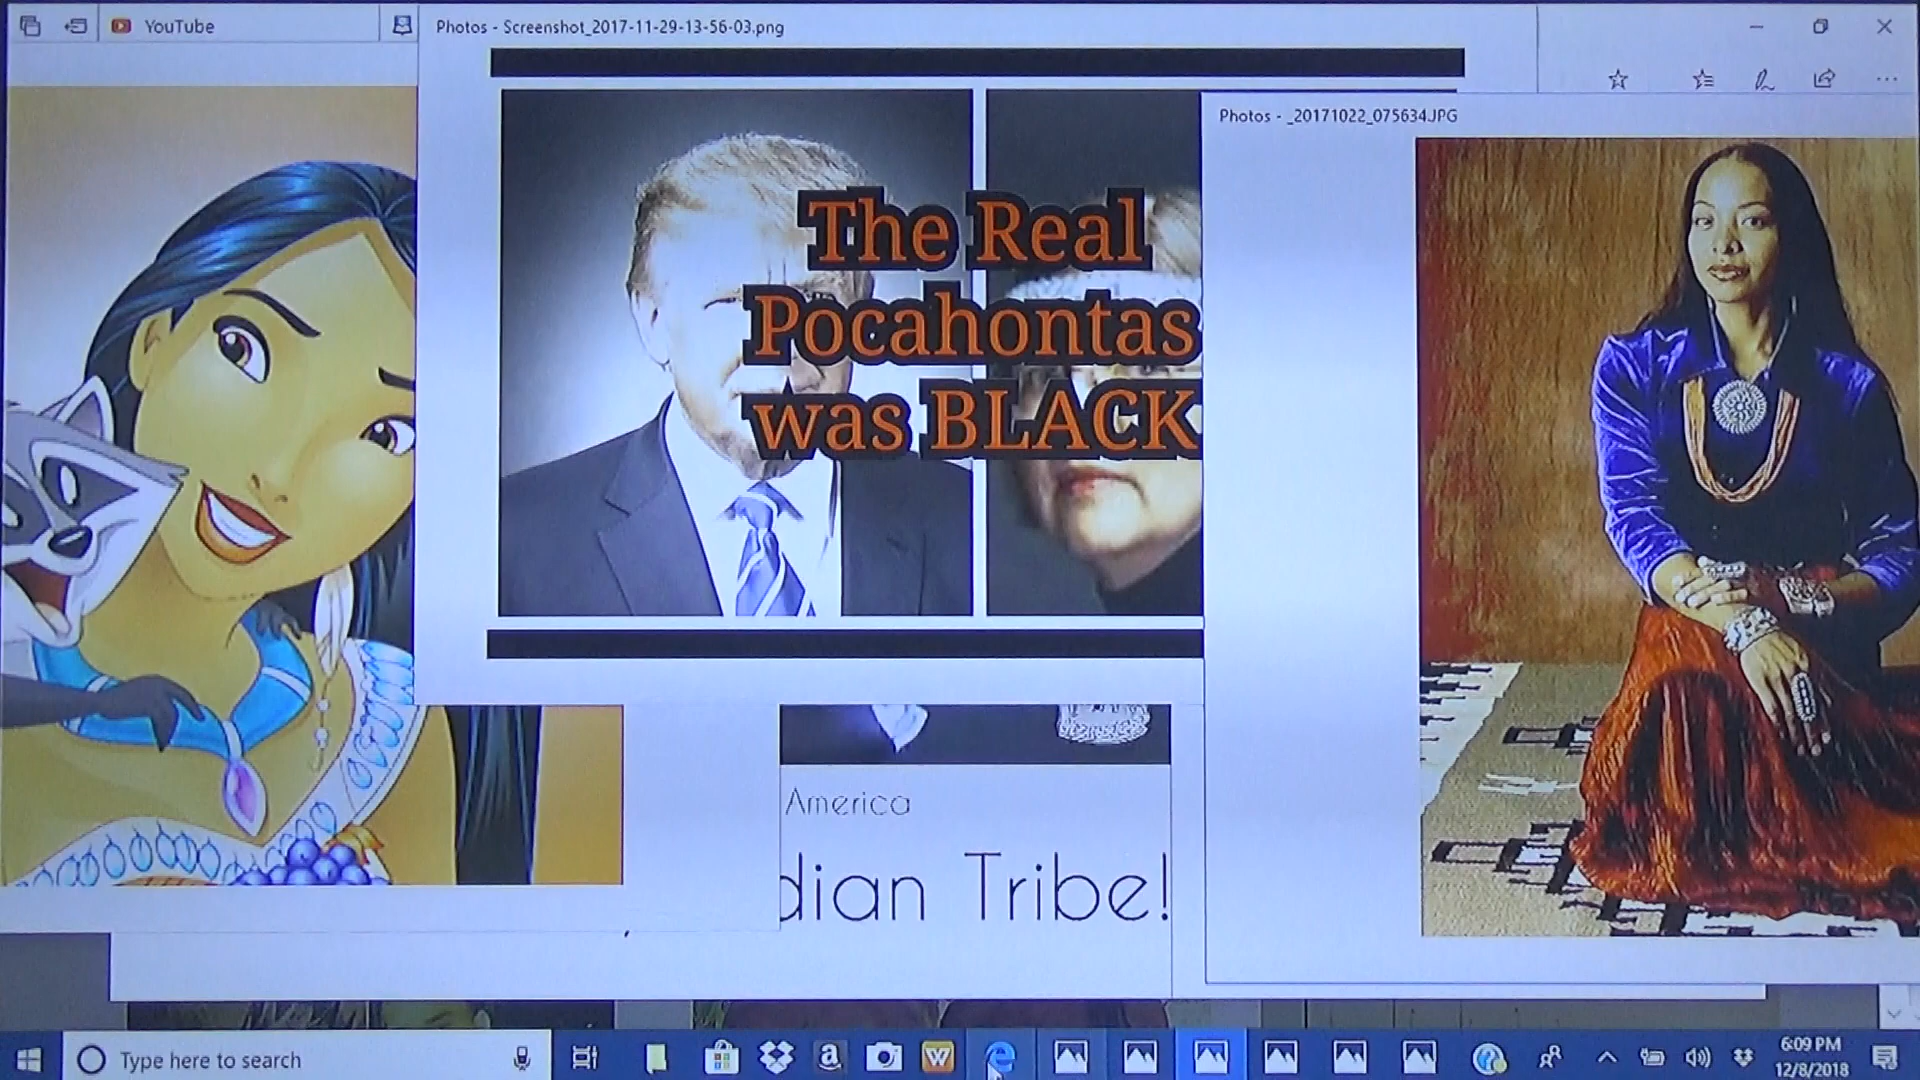 YouTube
Photos - Screenshot_2017-11-29-13-56-03.png
Photos - _20171022_075634.JPG
The Real
Pocahontas
was BLACK
America
dian Tribe!
Type here to search
6:09 PM
12/8/2018